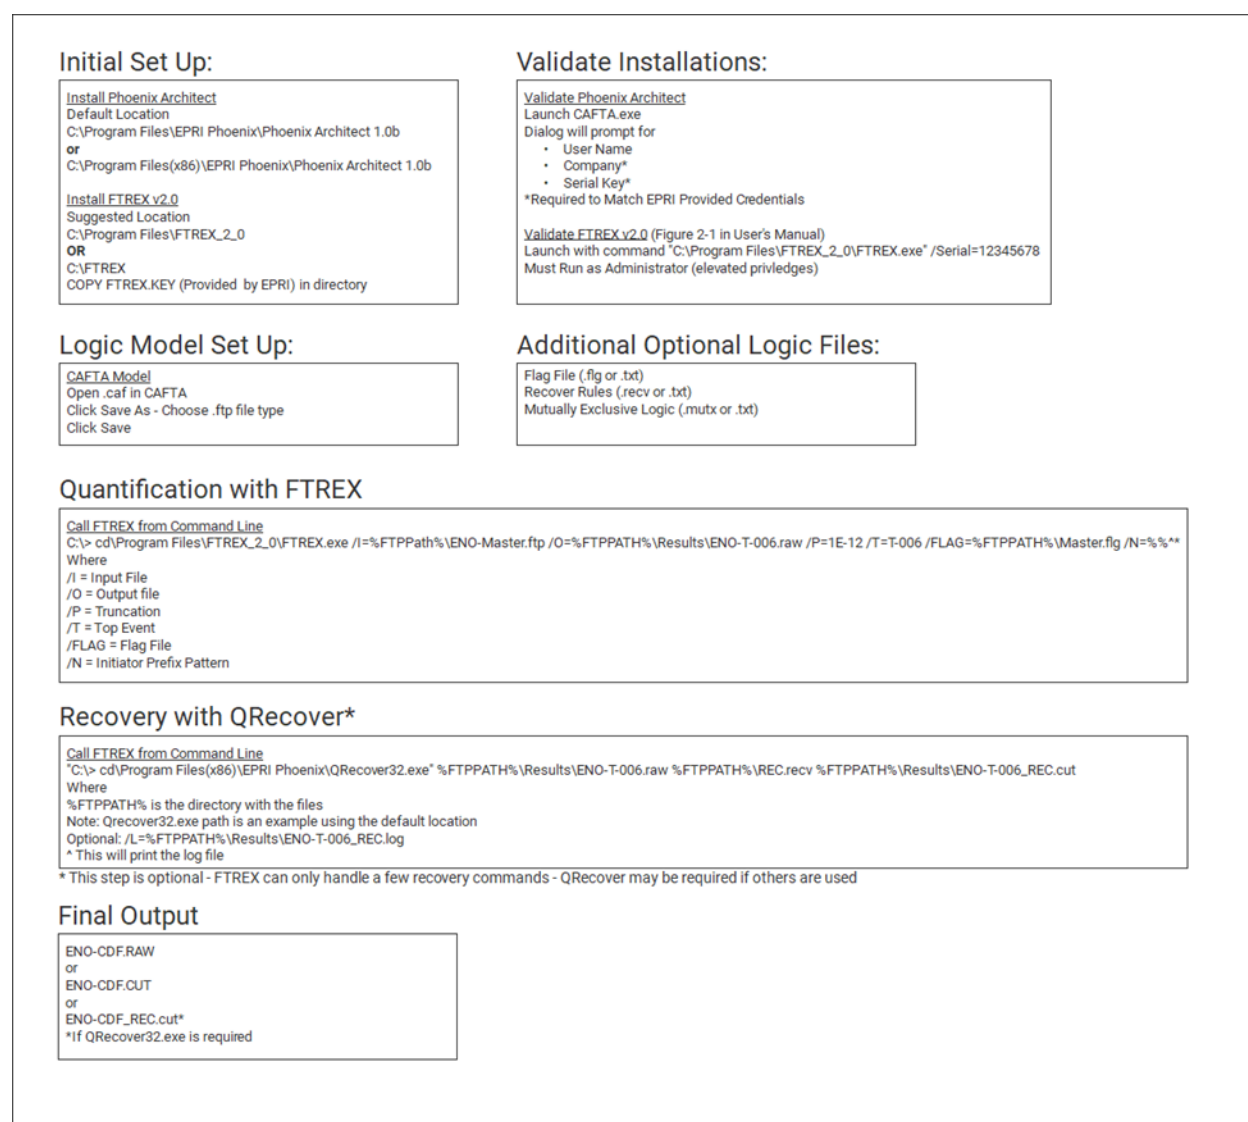 Initial Set Up:
Install Phoenix Architect
Default Location
C:\Program Files\EPRI Phoenix\Phoenix Architect 1.0b
or
C:\Program Files(x86)\EPRI Phoenix\Phoenix Architect 1.0b
Install FTREX v2.0
Suggested Location
C:\Program Files\FTREX_2_0
OR
C:\FTREX
COPY FTREX.KEY (Provided by EPRI) in directory
Validate Installations:
Validate Phoenix Architect
Launch CAFTA.exe
Dialog will prompt for
• User Name
• Company*
• Serial Key*
*Required to Match EPRI Provided Credentials
Validate FTREX v2.0 (Figure 2-1 in User's Manual)
Launch with command "C:\Program Files\FTREX_2_0\FTREX.exe" /Serial=12345678
Must Run as Administrator (elevated privledges)
Logic Model Set Up:
CAFTA Model
Open .caf in CAFTA
Click Save As - Choose .ftp file type
Click Save
Additional Optional Logic Files:
Flag File (.flg or .txt)
Recover Rules (.recv or .txt)
Mutually Exclusive Logic (.mutx or .txt)
Quantification with FTREX
Call FTREX from Command Line
C:\> cd\Program Files\FTREX_2_0\FTREX.exe /I=%FTPPath%\ENO-Master.ftp /O=%FTPPATH%\Results\ENO-T-006.raw /P=1E-12 /T=T-006 /FLAG=%FTPPATH%\Master.flg /N=%%^*
Where
/I = Input File
/O = Output file
/P = Truncation
/T = Top Event
/FLAG = Flag File
/N = Initiator Prefix Pattern
Recovery with QRecover*
Call FTREX from Command Line
"C:\> cd\Program Files(x86)\EPRI Phoenix\QRecover32.exe" %FTPPATH%\Results\ENO-T-006.raw %FTPPATH%\REC.recv %FTPPATH%\Results\ENO-T-006_REC.cut
Where
%FTPPATH% is the directory with the files
Note: Qrecover32.exe path is an example using the default location
Optional: /L=%FTPPATH%\Results\ENO-T-006_REC.log
^ This will print the log file
* This step is optional - FTREX can only handle a few recovery commands - QRecover may be required if others are used
Final Output
ENO-CDF.RAW
or
ENO-CDF.CUT
or
ENO-CDF_REC.cut*
*If QRecover32.exe is required